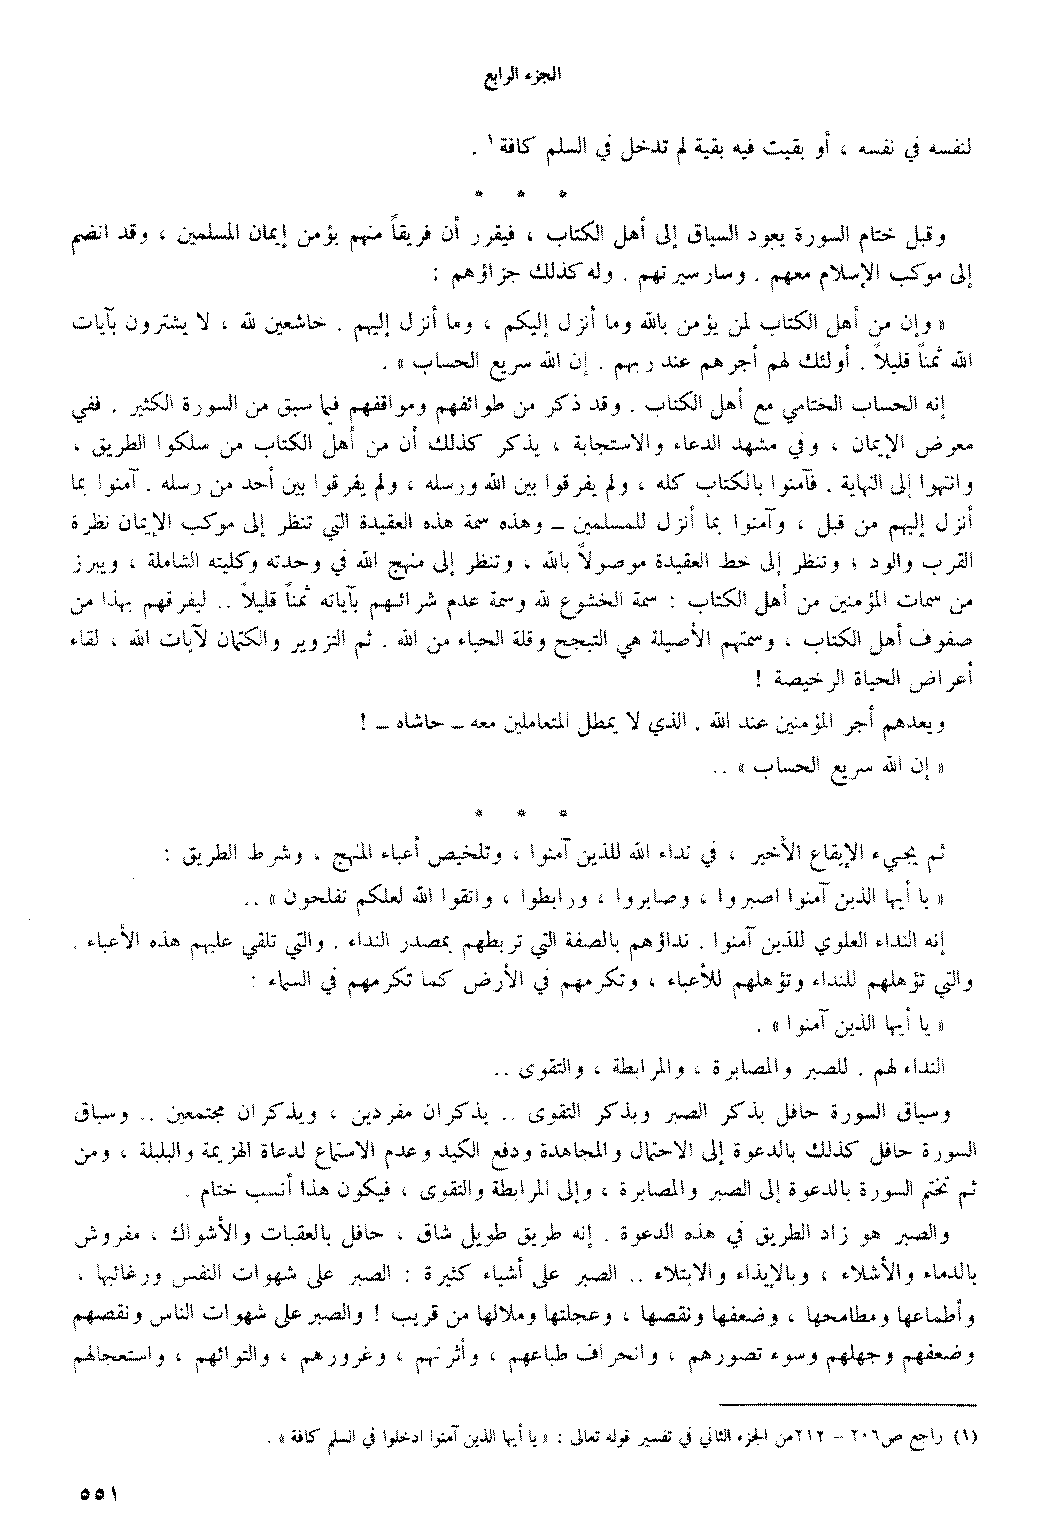 الجزء الرابع
لنفسه في نفسه ، أو بقيت فيه بقية لم تدخل في السلم كافة ١ .
* * *
وقبل ختام السورة يعود السياق إلى أهل الكتاب ، فيقرر أن فريقاً منهم يؤمن إيمان المسلمين ، وقد انضم
إلى موكب الإسلام معهم . وسار سيرتهم . وله كذلك جزاؤهم :
« وإن من أهل الكتاب لمن يؤمن بالله وما أنزل إليكم ، وما أنزل إليهم . خاشعين لله ، لا يشترون بآيات
الله ثمناً قليلاً . أولئك لهم أجرهم عند ربهم . إن الله سريع الحساب » .
إنه الحساب الختامي مع أهل الكتاب . وقد ذكر من طوائفهم ومواقفهم فيما سبق من السورة الكثير . ففي
معرض الإيمان ، وفي مشهد الدعاء والاستجابة ، يذكر كذلك أن من أهل الكتاب من سلكوا الطريق ،
وانتهوا إلى النهاية . فآمنوا بالكتاب كله ، ولم يفرقوا بين الله ورسله ، ولم يفرقوا بين أحد من رسله . آمنوا بما
أنزل إليهم من قبل ، وآمنوا بما أنزل للمسلمين – وهذه سمة هذه العقيدة التي تنظر إلى موكب الإيمان نظرة
القرب والود ؛ وتنظر إلى خط العقيدة موصولاً بالله ، وتنظر إلى منهج الله في وحدته وكليته الشاملة ، ويبرز
من سمات المؤمنين من أهل الكتاب : سمة الخشوع لله وسمة عدم شرائهم بآياته ثمناً قليلاً .. ليفرقهم بهذا من
صفوف أهل الكتاب ، وسمتهم الأصيلة هي التبجح وقلة الحياء من الله . ثم التزوير والكتمان لآيات الله ، لقاء
أعراض الحياة الرخيصة !
ويعدهم أجر المؤمنين عند الله . الذي لا يمطل المتعاملين معه – حاشاه – !
« إن الله سريع الحساب » ..
* * *
ثم يجيء الإيقاع الأخير ، في نداء الله للذين آمنوا ، وتلخيص أعباء المنهج ، وشرط الطريق :
« يا أيها الذين آمنوا اصبروا ، وصابروا ، ورابطوا ، واتقوا الله لعلكم تفلحون » ..
إنه النداء العلوي للذين آمنوا . نداؤهم بالصفة التي تربطهم بمصدر النداء . والتي تلقي عليهم هذه الأعباء .
والتي تؤهلهم للنداء وتؤهلهم للأعباء ، وتكرمهم في الأرض كما تكرمهم في السماء :
« يا أيها الذين آمنوا » .
النداء لهم . للصبر والمصابرة ، والمرابطة ، والتقوى ..
وسياق السورة حافل بذكر الصبر وبذكر التقوى .. يذكران مفردين ، ويذكران مجتمعين .. وسياق
السورة حافل كذلك بالدعوة إلى الاحتمال والمجاهدة ودفع الكيد وعدم الاستماع لدعاة الهزيمة والبلبلة ، ومن
ثم تختم السورة بالدعوة إلى الصبر والمصابرة ، وإلى المرابطة والتقوى ، فيكون هذا أنسب ختام .
والصبر هو زاد الطريق في هذه الدعوة . إنه طريق طويل شاق ، حافل بالعقبات والأشواك ، مفروش
بالدماء والأشلاء ، وبالإيذاء والابتلاء .. الصبر على أشياء كثيرة : الصبر على شهوات النفس ورغائبها ،
وأطماعها ومطامحها ، وضعفها ونقصها ، وعجلتها وملالها من قريب ! والصبر على شهوات الناس ونقصهم
وضعفهم وجهلهم وسوء تصورهم ، وانحراف طباعهم ، وأثرتهم ، وغرورهم ، والتوائهم ، واستعجالهم
(١) راجع ص٢٠٦ – ٢١٢من الجزء الثاني في تفسير قوله تعالى : « يا أيها الذين آمنوا ادخلوا في السلم كافة » .
٥٥١